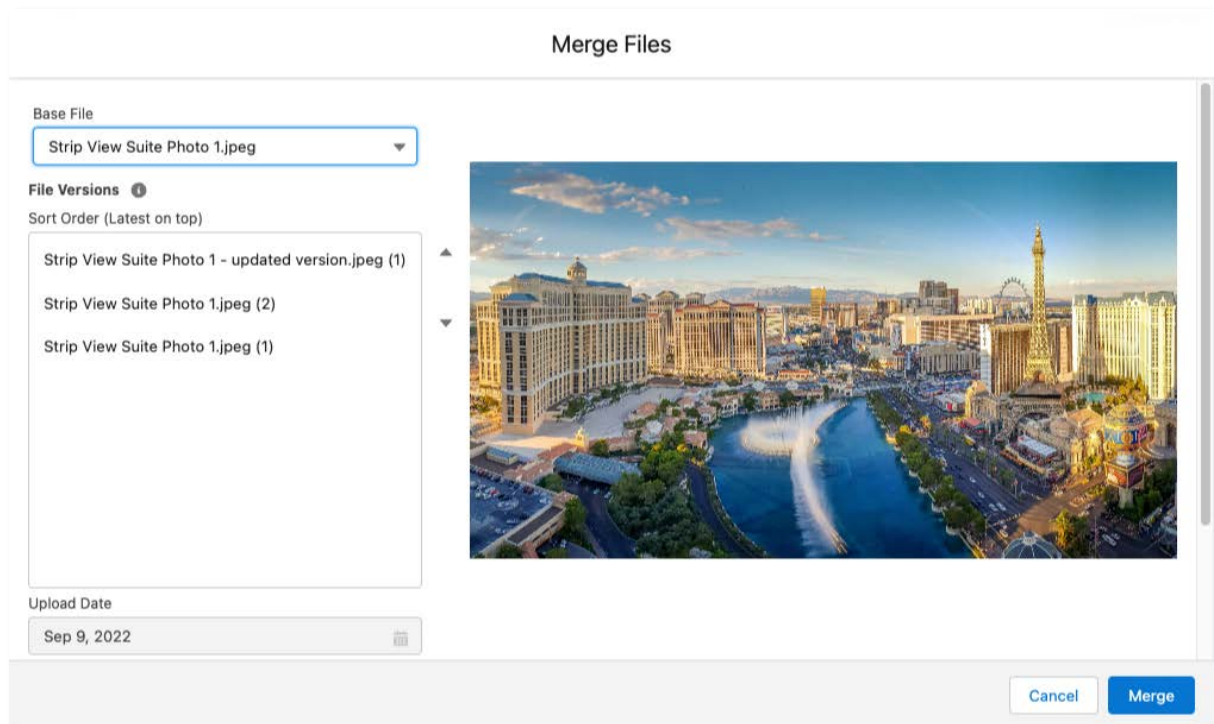 Merge Files
Base File
Strip View Suite Photo 1.jpeg
File Versions
Sort Order (Latest on top)
Strip View Suite Photo 1 - updated version.jpeg (1)
Strip View Suite Photo 1.jpeg (2)
Strip View Suite Photo 1.jpeg (1)
Upload Date
Sep 9, 2022
Cancel
Merge